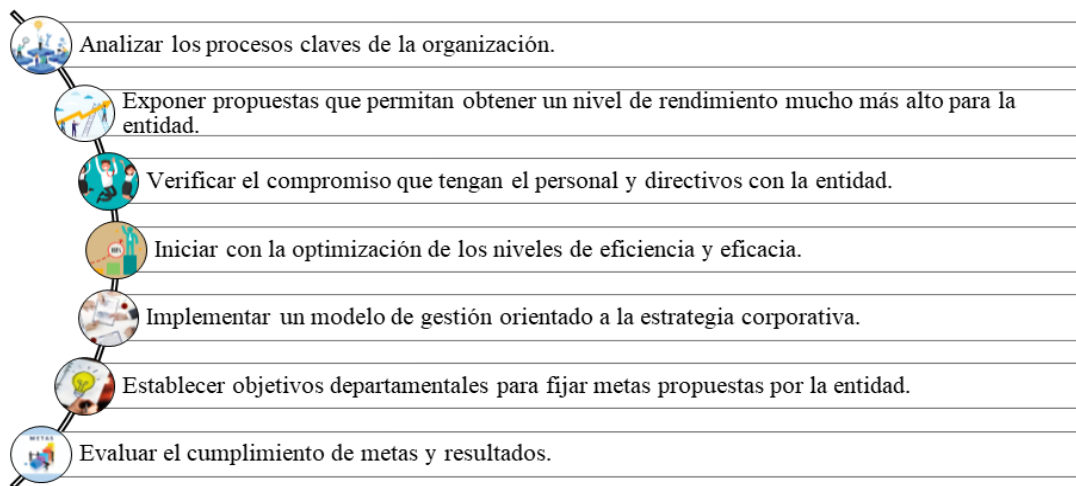 Analizar los procesos claves de la organización.
Exponer propuestas que permitan obtener un nivel de rendimiento mucho más alto para la
entidad.
Verificar el compromiso que tengan el personal y directivos con la entidad.
Iniciar con la optimización de los niveles de eficiencia y eficacia.
Implementar un modelo de gestión orientado a la estrategia corporativa.
Establecer objetivos departamentales para fijar metas propuestas por la entidad.
METAS
Evaluar el cumplimiento de metas y resultados.